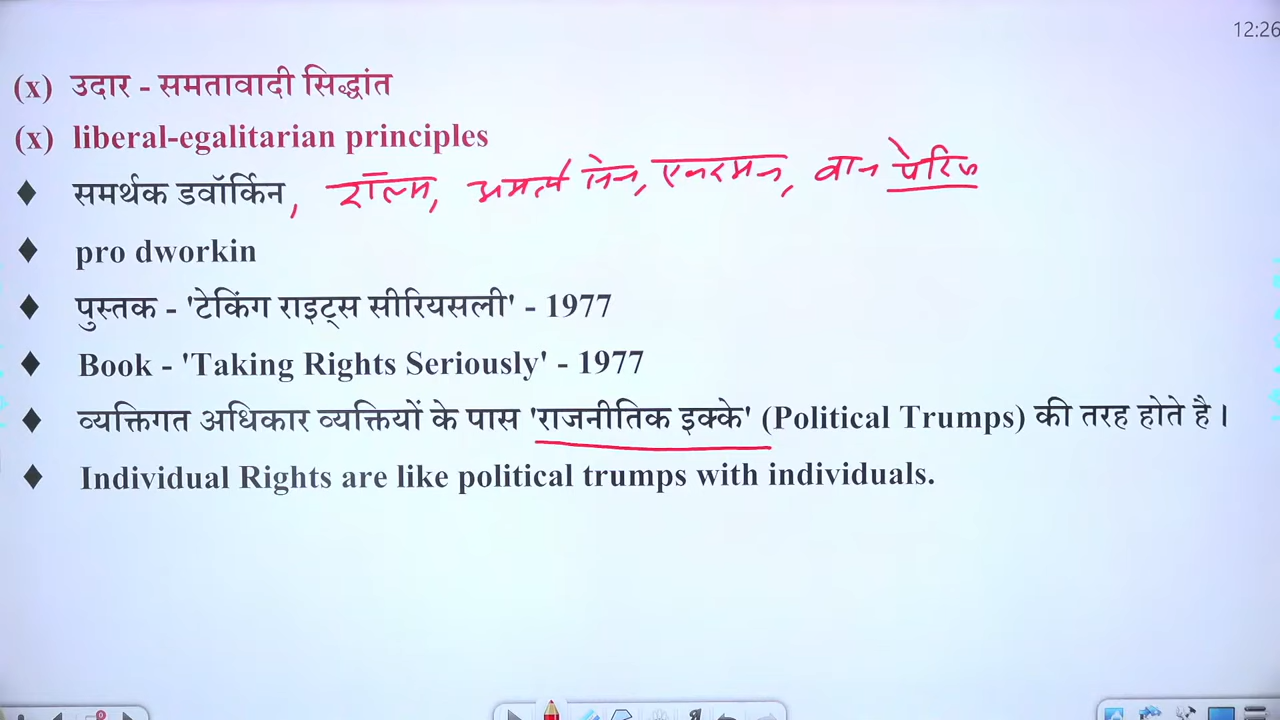 12:26
(x) उदार - समतावादी सिद्धांत
(x) liberal-egalitarian principles
♦ समर्थक डवॉर्किन, रॉल्स, अमर्त्य सेन, एकरमन, वान पेरिज
♦ pro dworkin
♦ पुस्तक - 'टेकिंग राइट्स सीरियसली' - 1977
♦ Book - 'Taking Rights Seriously' - 1977
♦ व्यक्तिगत अधिकार व्यक्तियों के पास 'राजनीतिक इक्के' (Political Trumps) की तरह होते है ।
♦ Individual Rights are like political trumps with individuals.